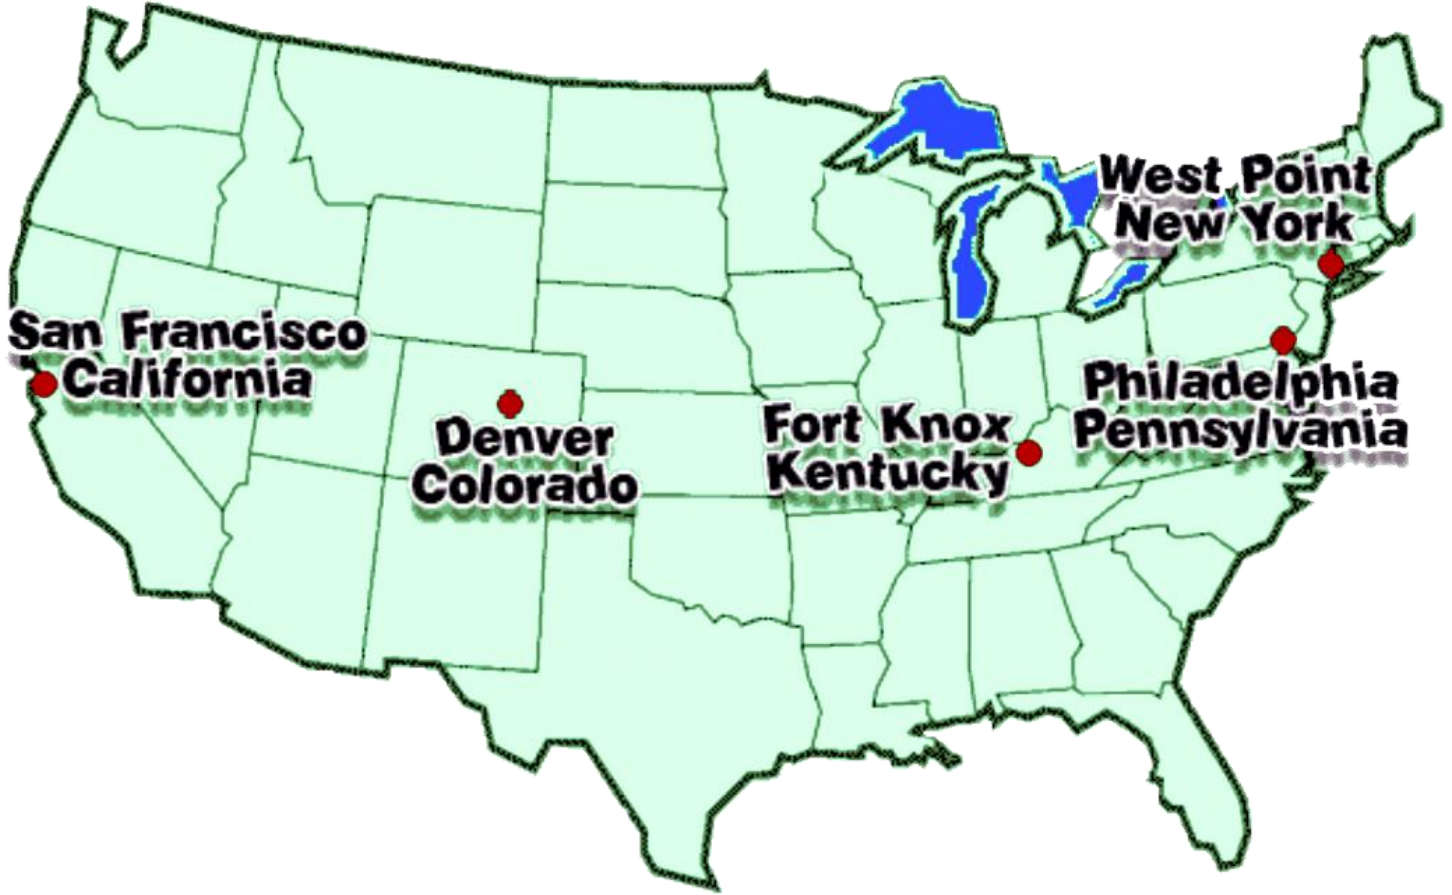 West Point
New York
San Francisco
California
Denver
Colorado
Fort Knox
Kentucky
Philadelphia
Pennsylvania